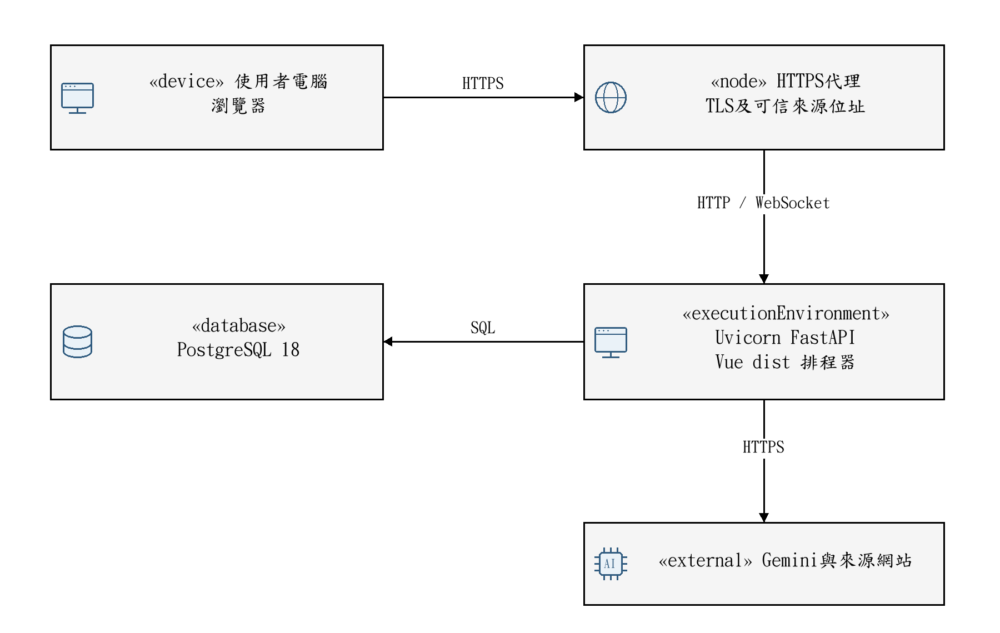 «device» 使用者電腦
瀏覽器
HTTPS
«node» HTTPS代理
TLS及可信來源位址
HTTP / WebSocket
«database»
PostgreSQL 18
SQL
«executionEnvironment»
Uvicorn FastAPI
Vue dist 排程器
HTTPS
AI
«external» Gemini與來源網站